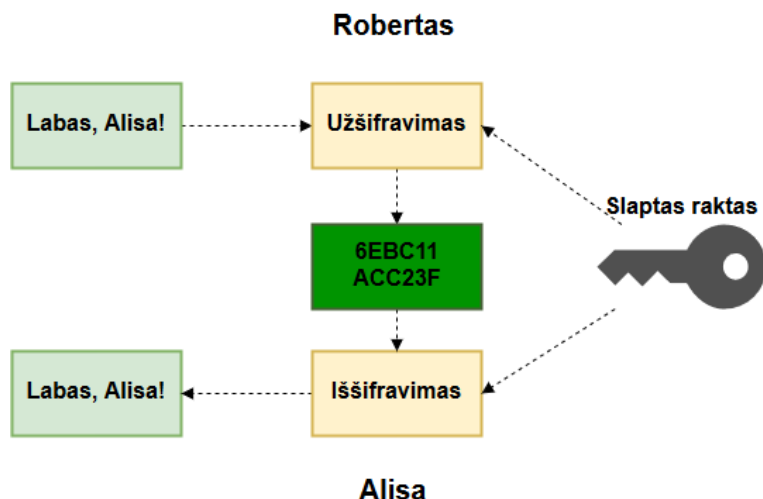 Robertas
Labas, Alisa!
Užšifravimas
Slaptas raktas
6EBC11
ACC23F
Labas, Alisa!
Iššifravimas
Alisa